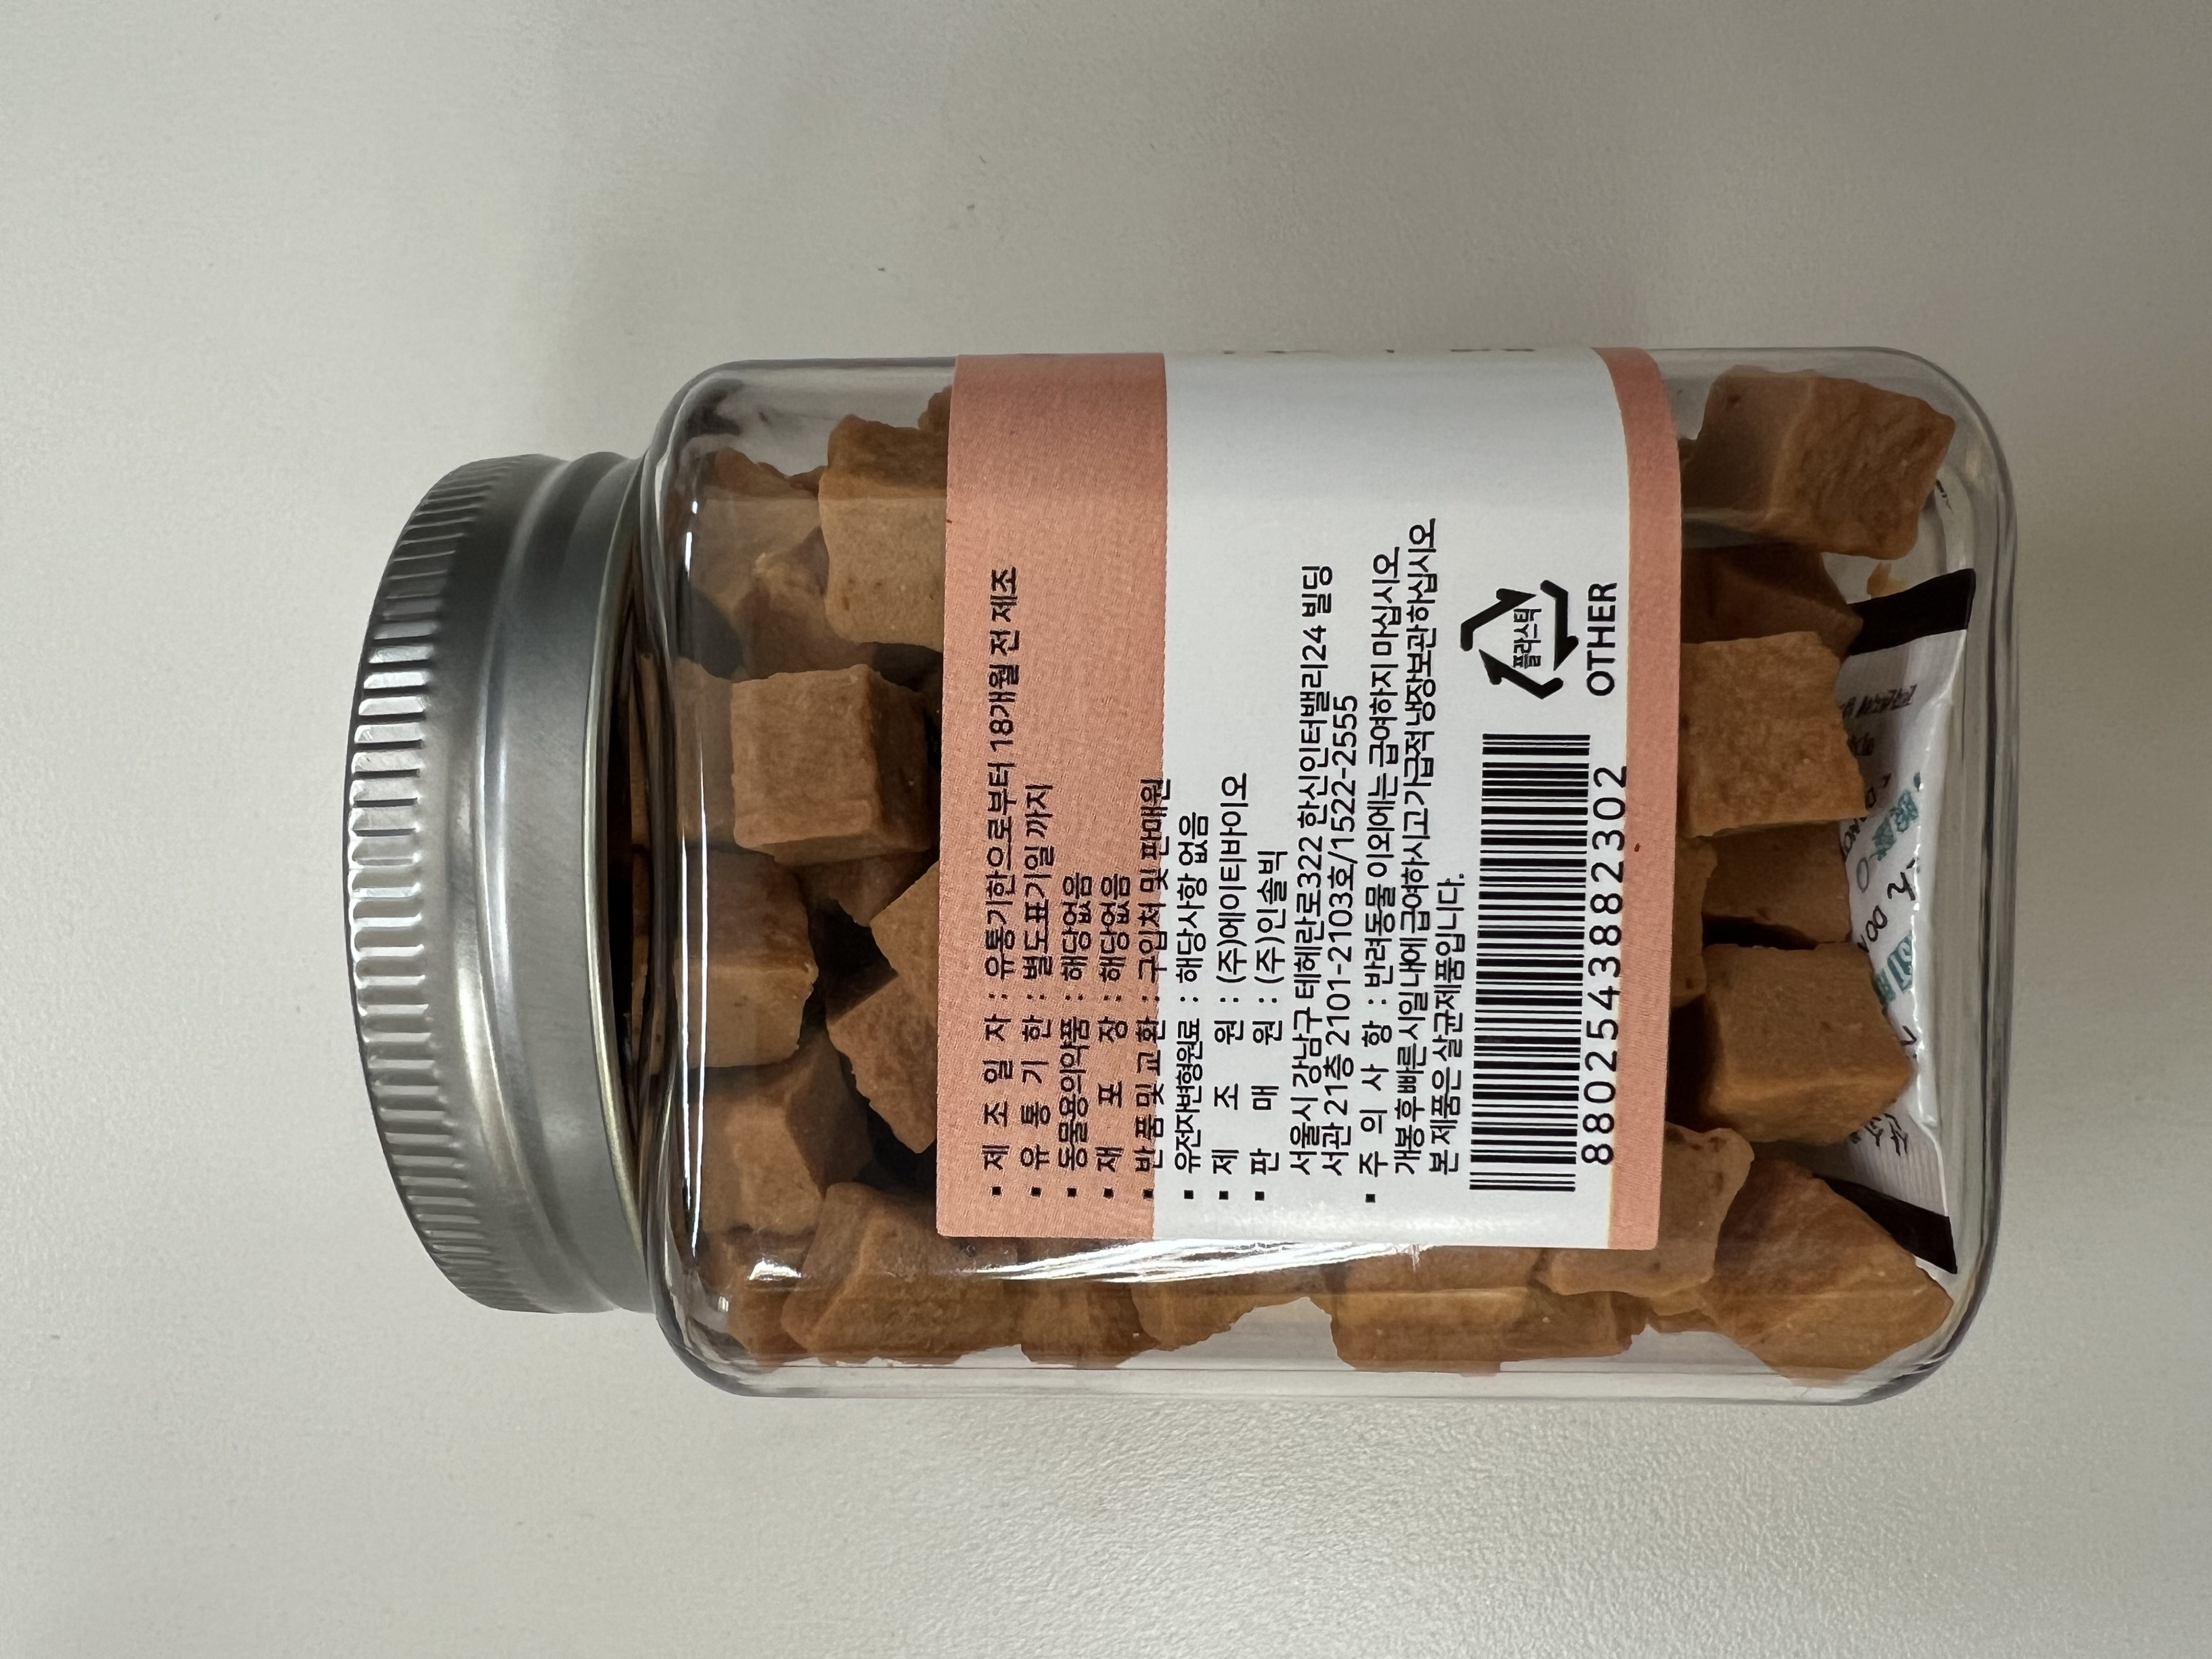 ▪ 제 조 일 자 : 유통기한으로부터 18개월 전 제조
▪ 유 통 기 한 : 별도표기일 까지
▪ 동물용의약품 : 해당없음
▪ 재 포 장 : 해당없음
▪ 반품 및 교환 : 구입처 및 판매원
▪ 유전자변형원료 : 해당사항 없음
▪ 제 조 원 : (주)에이티바이오
▪ 판 매 원 : (주)인솔빅
서울시 강남구 테헤란로322 한신인터밸리24 빌딩
서관 21층 2101-2103호/1522-2555
▪ 주 의 사 항 : 반려동물 이외에는 급여하지 마십시오
개봉 후 빠른 시일 내에 급여하시고 가급적 냉장보관 하십시오
본 제품은 살균제품입니다.
플라스틱
OTHER
8802543882302